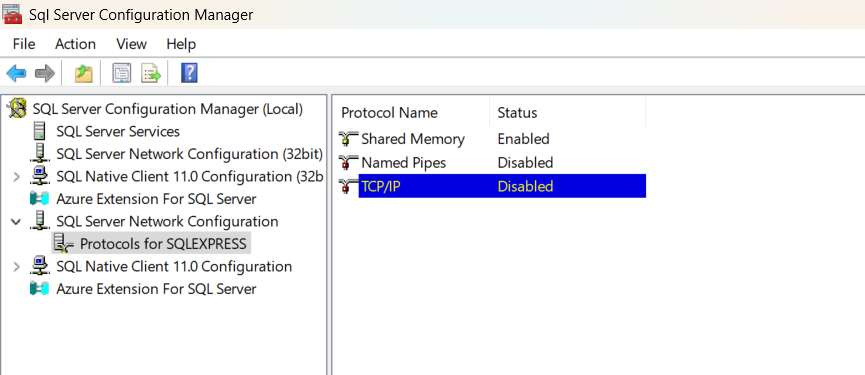 Sql Server Configuration Manager
File Action View Help
SQL Server Configuration Manager (Local)
SQL Server Services
SQL Server Network Configuration (32bit)
SQL Native Client 11.0 Configuration (32b
Azure Extension For SQL Server
SQL Server Network Configuration
Protocols for SQLEXPRESS
SQL Native Client 11.0 Configuration
Azure Extension For SQL Server
Protocol Name Status
Shared Memory Enabled
Named Pipes Disabled
TCP/IP Disabled